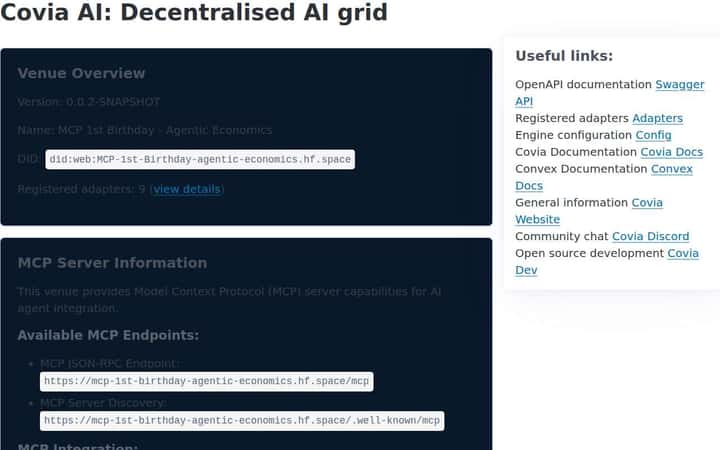 Covia AI: Decentralised AI grid
Venue Overview
Version: 0.0.2-SNAPSHOT
Name: MCP 1st Birthday - Agentic Economics
DID: did:web:MCP-1st-Birthday-agentic-economics.hf.space
Registered adapters: 9 (view details)
MCP Server Information
This venue provides Model Context Protocol (MCP) server capabilities for AI
agent integration.
Available MCP Endpoints:
• MCP JSON-RPC Endpoint:
https://mcp-1st-birthday-agentic-economics.hf.space/mcp
• MCP Server Discovery:
https://mcp-1st-birthday-agentic-economics.hf.space/.well-known/mcp
MCP Integration:
Useful links:
OpenAPI documentation Swagger
API
Registered adapters Adapters
Engine configuration Config
Covia Documentation Covia Docs
Convex Documentation Convex
Docs
General information Covia
Website
Community chat Covia Discord
Open source development Covia
Dev